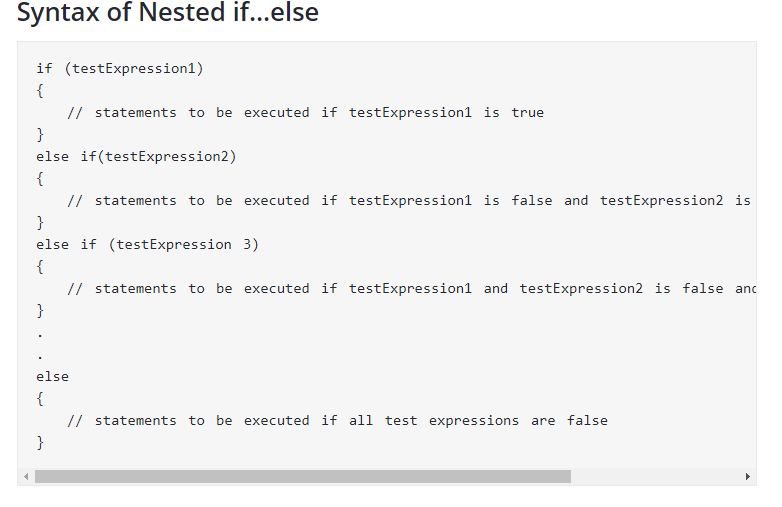 Syntax of Nested if...else
if (testExpression1)
{
// statements to be executed if testExpression1 is true
}
else if(testExpression2)
{
// statements to be executed if testExpression1 is false and testExpression2 is
}
else if (testExpression 3)
{
// statements to be executed if testExpression1 and testExpression2 is false and
}
.
.
else
{
// statements to be executed if all test expressions are false
}